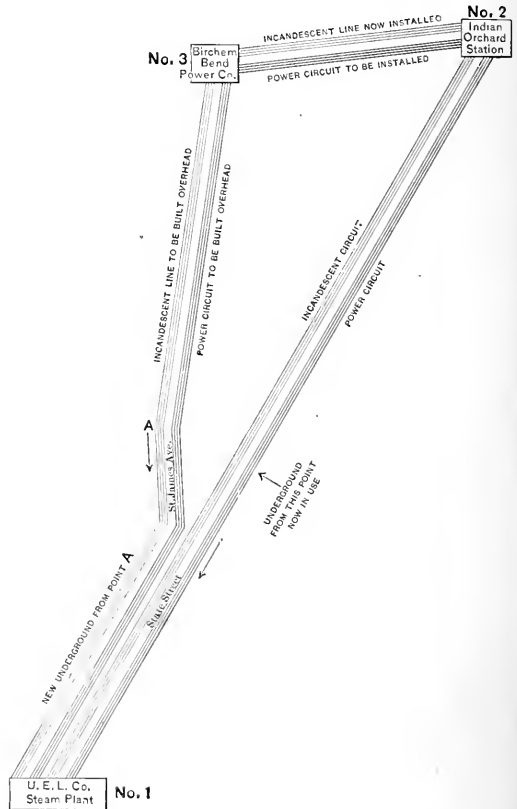 No. 2
Indian
Orchard
Station
INCANDESCENT LINE NOW INSTALLED
No. 3
Birchem
Bend
Power Co.
POWER CIRCUIT TO BE INSTALLED
INCANDESCENT LINE TO BE BUILT OVERHEAD
POWER CIRCUIT TO BE BUILT OVERHEAD
INCANDESCENT CIRCUIT
POWER CIRCUIT
A
St. James Ave.
UNDERGROUND
FROM THIS POINT
NOW IN USE
NEW UNDERGROUND FROM POINT A
State Street
U. E. L. Co.
Steam Plant
No. 1